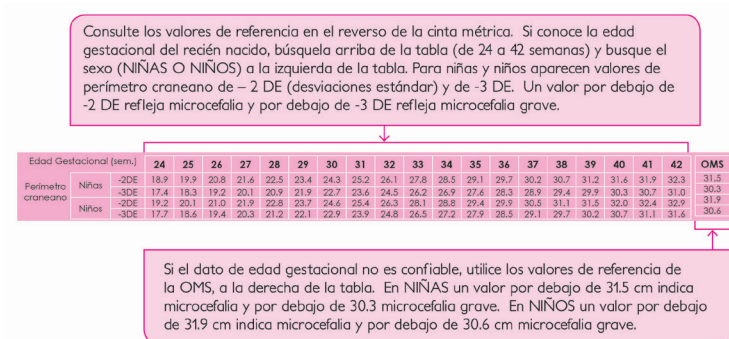 Consulte los valores de referencia en el reverso de la cinta métrica. Si conoce la edad
gestacional del recién nacido, búsquela arriba de la tabla (de 24 a 42 semanas) y busque el
sexo (NIÑAS O NIÑOS) a la izquierda de la tabla. Para niñas y niños aparecen valores de
perímetro craneano de – 2 DE (desviaciones estándar) y de -3 DE. Un valor por debajo de
-2 DE refleja microcefalia y por debajo de -3 DE refleja microcefalia grave.
Edad Gestacional (sem.) 24 25 26 27 28 29 30 31 32 33 34 35 36 37 38 39 40 41 42 OMS
Perímetro craneano Niñas -2DE 18.9 19.9 20.8 21.6 22.5 23.4 24.3 25.2 26.1 27.8 28.5 29.1 29.7 30.2 30.7 31.2 31.6 31.9 32.3 31.5
-3DE 17.4 18.3 19.2 20.1 20.9 21.9 22.7 23.6 24.5 26.2 26.9 27.6 28.3 28.9 29.4 29.9 30.3 30.7 31.0 30.3
Niños -2DE 19.2 20.1 21.0 21.9 22.8 23.7 24.6 25.4 26.3 28.1 28.8 29.4 29.9 30.5 31.1 31.5 32.0 32.4 32.9 31.9
-3DE 17.7 18.6 19.4 20.3 21.2 22.1 22.9 23.9 24.8 26.5 27.2 27.9 28.5 29.1 29.7 30.2 30.7 31.1 31.6 30.6
Si el dato de edad gestacional no es confiable, utilice los valores de referencia de
la OMS, a la derecha de la tabla. En NIÑAS un valor por debajo de 31.5 cm indica
microcefalia y por debajo de 30.3 microcefalia grave. En NIÑOS un valor por debajo
de 31.9 cm indica microcefalia y por debajo de 30.6 cm microcefalia grave.